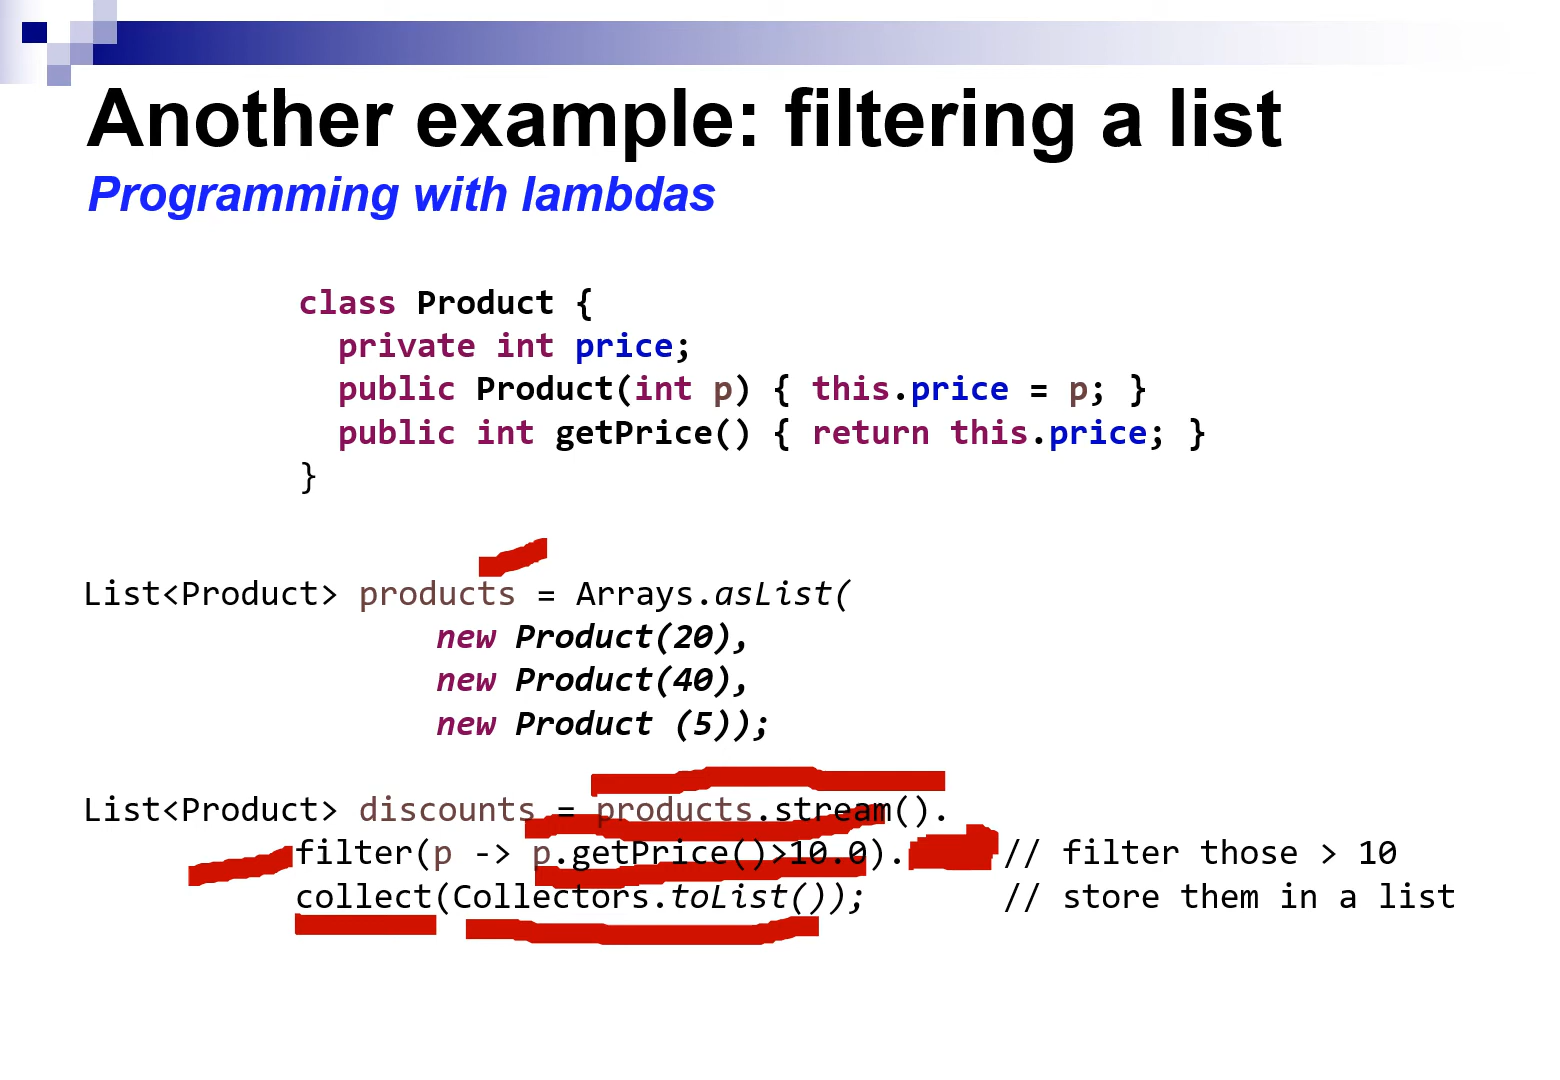 Another example: filtering a list
Programming with lambdas
class Product {
private int price;
public Product(int p) { this.price = p; }
public int getPrice() { return this.price; }
}
List<Product> products = Arrays.asList(
new Product(20),
new Product(40),
new Product (5));
List<Product> discounts = products.stream().
filter(p -> p.getPrice()>10.0). // filter those > 10
collect(Collectors.toList()); // store them in a list